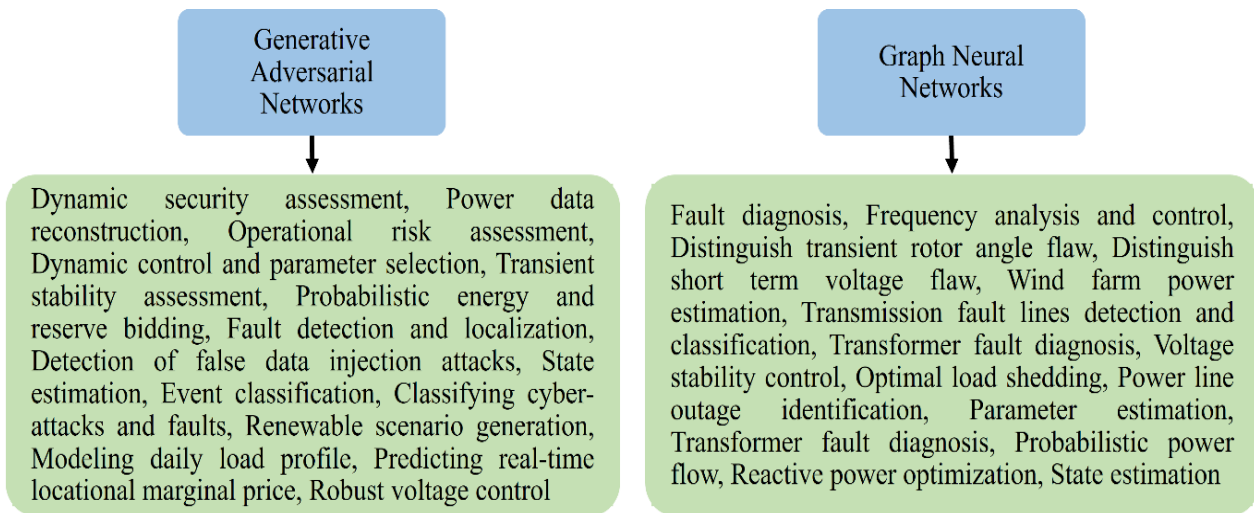 Generative
Adversarial
Networks
Dynamic security assessment, Power data
reconstruction, Operational risk assessment,
Dynamic control and parameter selection, Transient
stability assessment, Probabilistic energy and
reserve bidding, Fault detection and localization,
Detection of false data injection attacks, State
estimation, Event classification, Classifying cyber-
attacks and faults, Renewable scenario generation,
Modeling daily load profile, Predicting real-time
locational marginal price, Robust voltage control
Graph Neural
Networks
Fault diagnosis, Frequency analysis and control,
Distinguish transient rotor angle flaw, Distinguish
short term voltage flaw, Wind farm power
estimation, Transmission fault lines detection and
classification, Transformer fault diagnosis, Voltage
stability control, Optimal load shedding, Power line
outage identification, Parameter estimation,
Transformer fault diagnosis, Probabilistic power
flow, Reactive power optimization, State estimation